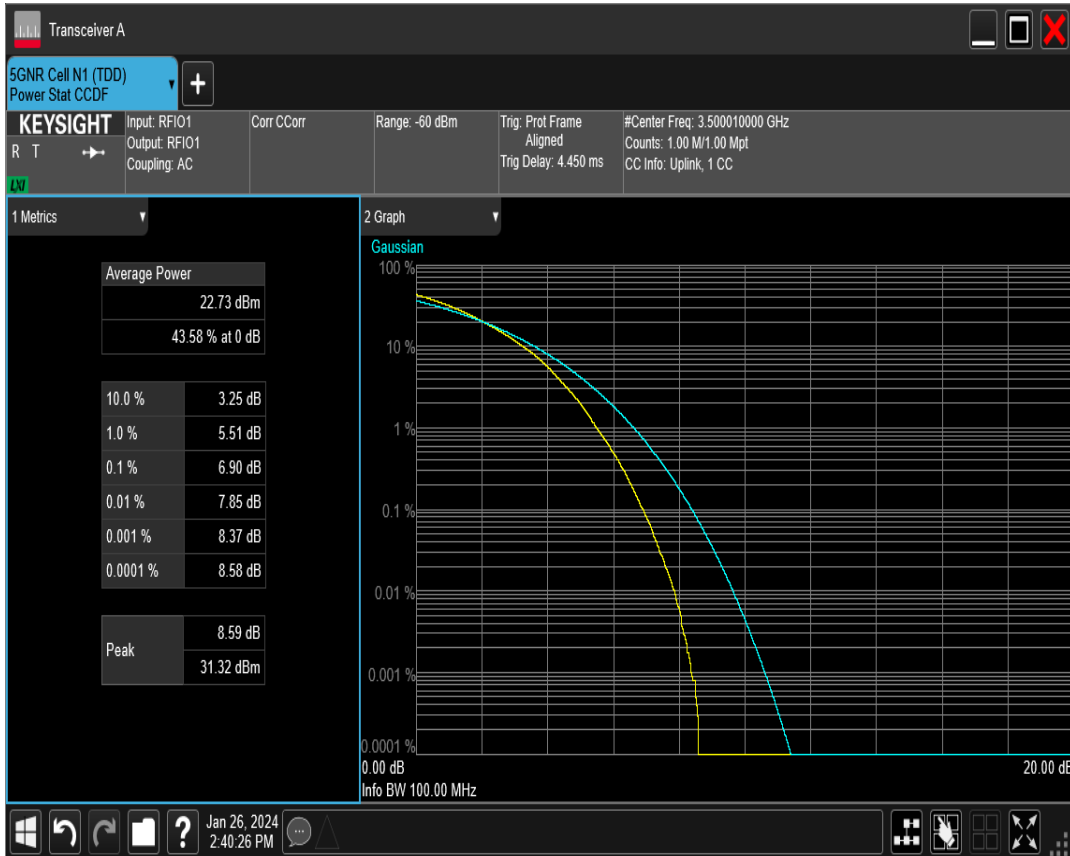 Transceiver A
5GNR Cell N1 (TDD)
Power Stat CCDF
KEYSIGHT
R T
LXI
Input: RFIO1
Output: RFIO1
Coupling: AC
Corr CCorr
Range: -60 dBm
Trig: Prot Frame
Aligned
Trig Delay: 4.450 ms
#Center Freq: 3.500010000 GHz
Counts: 1.00 M/1.00 Mpt
CC Info: Uplink, 1 CC
1 Metrics
Average Power
22.73 dBm
43.58 % at 0 dB
10.0 % 3.25 dB
1.0 % 5.51 dB
0.1 % 6.90 dB
0.01 % 7.85 dB
0.001 % 8.37 dB
0.0001 % 8.58 dB
Peak
8.59 dB
31.32 dBm
2 Graph
Gaussian
100 %
10 %
1 %
0.1 %
0.01 %
0.001 %
0.0001 %
0.00 dB 20.00 dB
Info BW 100.00 MHz
Jan 26, 2024
2:40:26 PM